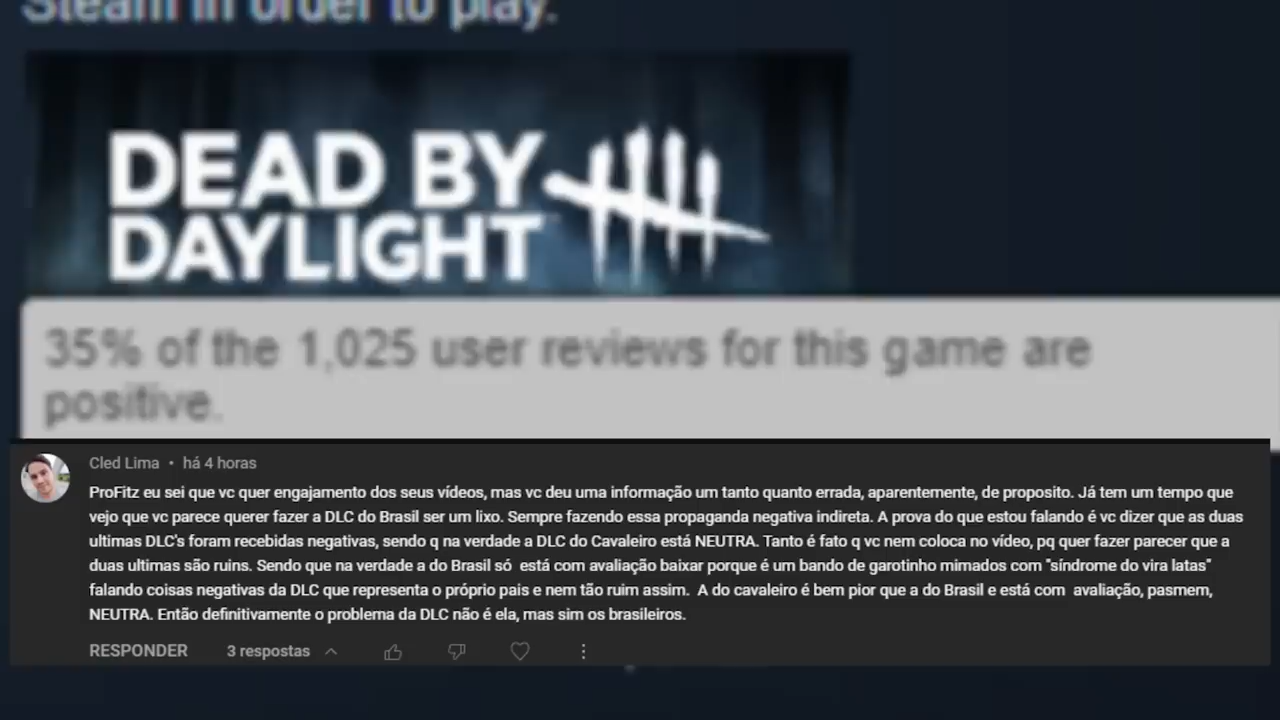 Steam in order to play.
DEAD BY
DAYLIGHT
35% of the 1,025 user reviews for this game are
positive.
Cled Lima • há 4 horas
ProFitz eu sei que vc quer engajamento dos seus vídeos, mas vc deu uma informação um tanto quanto errada, aparentemente, de proposito. Já tem um tempo que
vejo que vc parece querer fazer a DLC do Brasil ser um lixo. Sempre fazendo essa propaganda negativa indireta. A prova do que estou falando é vc dizer que as duas
ultimas DLC's foram recebidas negativas, sendo q na verdade a DLC do Cavaleiro está NEUTRA. Tanto é fato q vc nem coloca no vídeo, pq quer fazer parecer que a
duas ultimas são ruins. Sendo que na verdade a do Brasil só está com avaliação baixar porque é um bando de garotinho mimados com "síndrome do vira latas"
falando coisas negativas da DLC que representa o próprio pais e nem tão ruim assim. A do cavaleiro é bem pior que a do Brasil e está com avaliação, pasmem,
NEUTRA. Então definitivamente o problema da DLC não é ela, mas sim os brasileiros.
RESPONDER 3 respostas